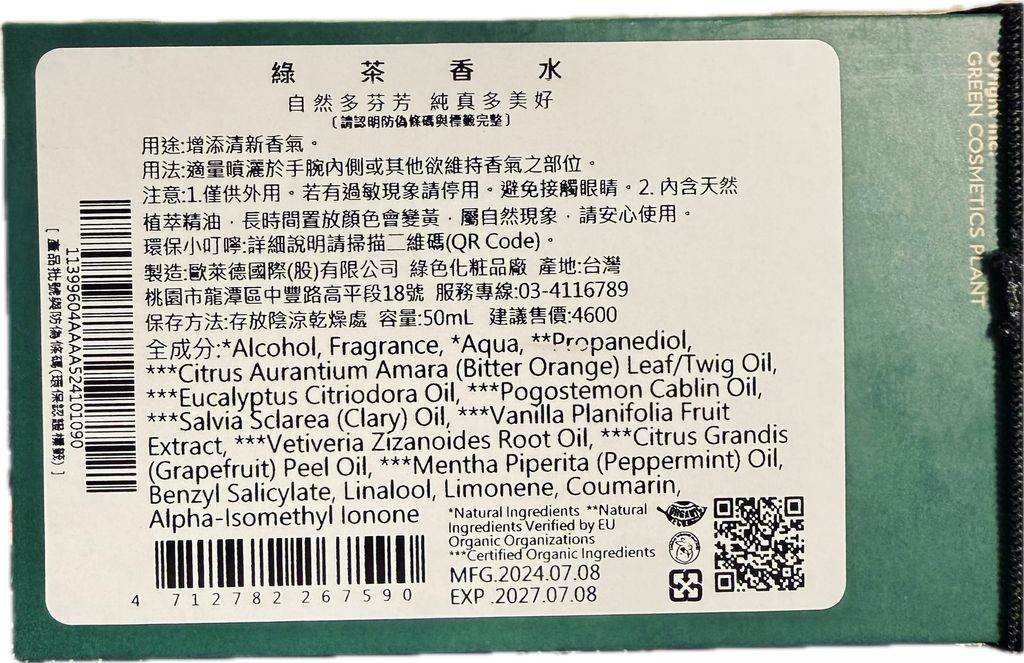 綠茶香水
自然多芬芳 純真多美好
〔請認明防偽條碼與標籤完整〕
用途:增添清新香氣。
用法:適量噴灑於手腕內側或其他欲維持香氣之部位。
注意:1.僅供外用。若有過敏現象請停用。避免接觸眼睛。2. 內含天然
植萃精油,長時間置放顏色會變黃,屬自然現象,請安心使用。
環保小叮嚀:詳細說明請掃描二維碼(QR Code)。
製造:歐萊德國際(股)有限公司 綠色化粧品廠 產地:台灣
桃園市龍潭區中豐路高平段18號 服務專線:03-4116789
保存方法:存放陰涼乾燥處 容量:50mL 建議售價:4600
全成分:*Alcohol, Fragrance, *Aqua, **Propanediol,
***Citrus Aurantium Amara (Bitter Orange) Leaf/Twig Oil,
***Eucalyptus Citriodora Oil, ***Pogostemon Cablin Oil,
***Salvia Sclarea (Clary) Oil, ***Vanilla Planifolia Fruit
Extract, ***Vetiveria Zizanoides Root Oil, ***Citrus Grandis
(Grapefruit) Peel Oil, ***Mentha Piperita (Peppermint) Oil,
Benzyl Salicylate, Linalool, Limonene, Coumarin,
Alpha-Isomethyl Ionone
*Natural Ingredients **Natural
Ingredients Verified by EU
Organic Organizations
***Certified Organic Ingredients
MFG.2024.07.08
EXP .2027.07.08
4 712782 267590
11399604AAAA524101090
〔產品批號與防偽條碼(環保認證標籤)〕
GREEN COSMETICS PLANT